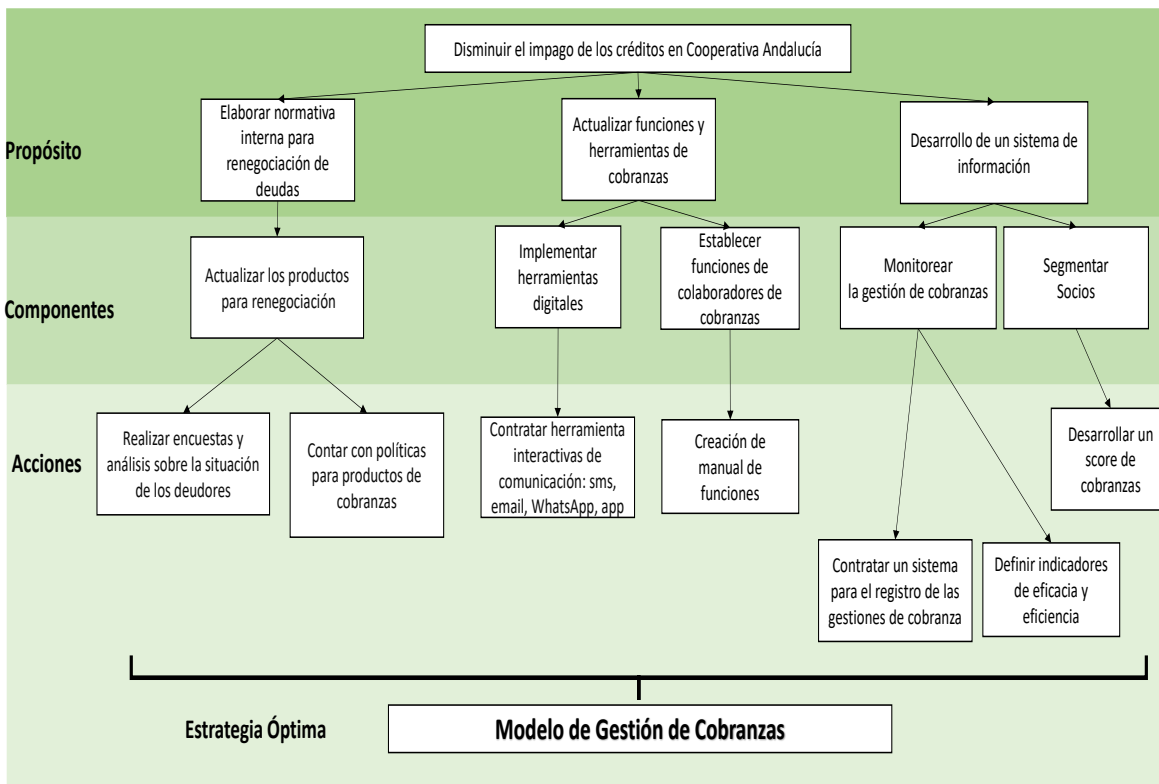 Disminuir el impago de los créditos en Cooperativa Andalucía
Propósito
Elaborar normativa
interna para
renegociación de
deudas
Actualizar funciones y
herramientas de
cobranzas
Desarrollo de un sistema de
información
Componentes
Actualizar los productos
para renegociación
Implementar
herramientas
digitales
Establecer
funciones de
colaboradores de
cobranzas
Monitorear
la gestión de cobranzas
Segmentar
Socios
Acciones
Realizar encuestas y
análisis sobre la situación
de los deudores
Contar con políticas
para productos de
cobranzas
Contratar herramienta
interactivas de
comunicación: sms,
email, WhatsApp, app
Creación de
manual de
funciones
Desarrollar un
score de
cobranzas
Contratar un sistema
para el registro de las
gestiones de cobranza
Definir indicadores
de eficacia y
eficiencia
Estrategia Óptima
Modelo de Gestión de Cobranzas